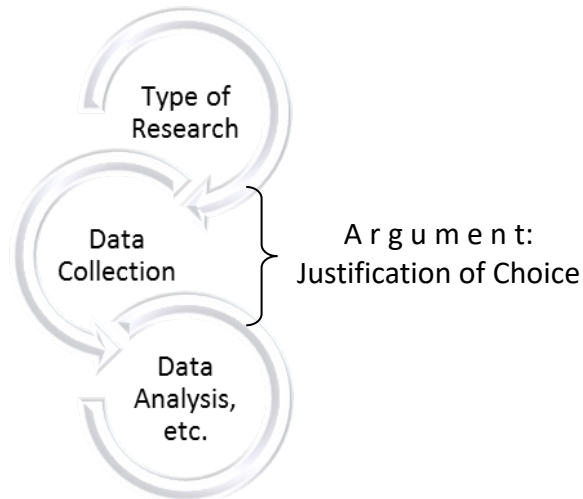 Type of
Research
Data
Collection
A r g u m e n t:
Justification of Choice
Data
Analysis,
etc.